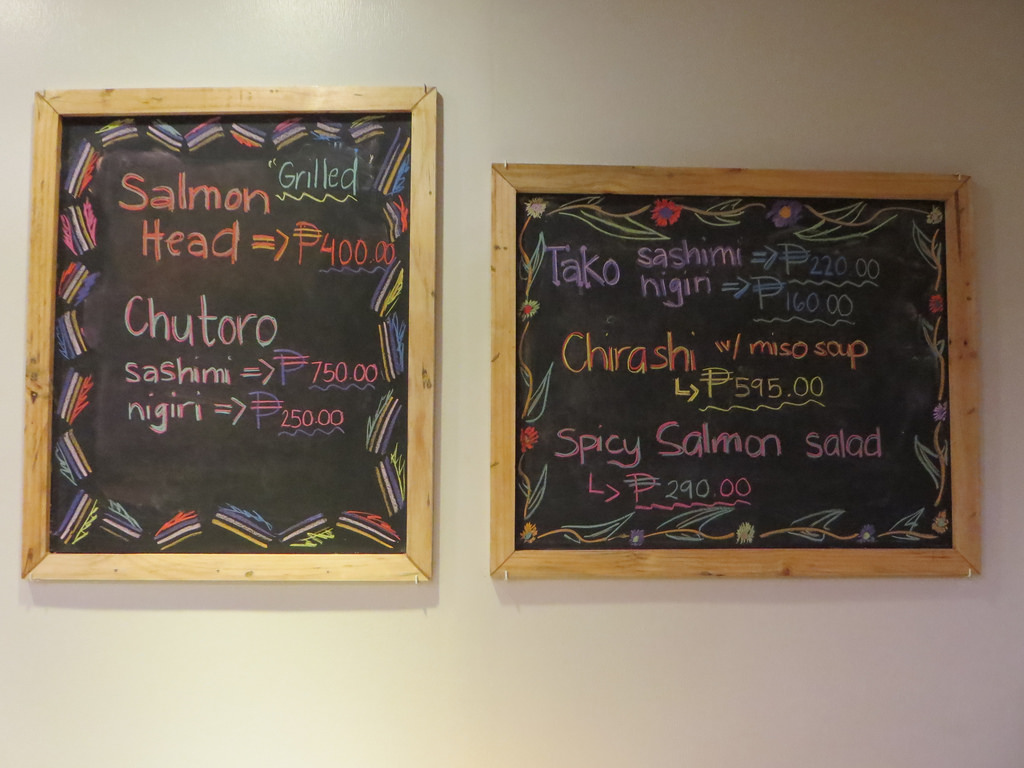 "Grilled"
Salmon
Head => ₱400.00
Chutoro
sashimi => ₱750.00
nigiri => ₱250.00
Tako sashimi => ₱220.00
nigiri => ₱160.00
Chirashi w/ miso soup
↳ ₱595.00
Spicy Salmon salad
↳ ₱290.00